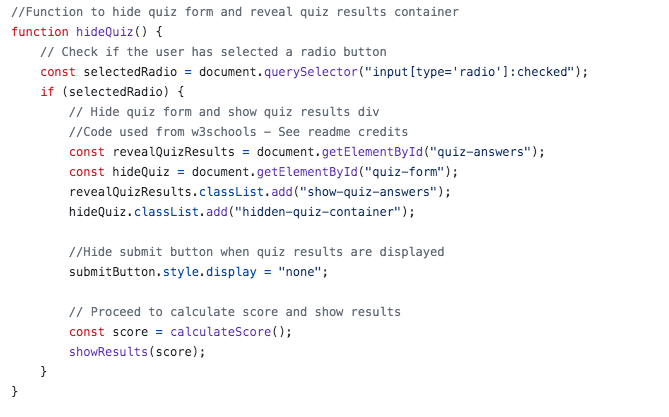 //Function to hide quiz form and reveal quiz results container
function hideQuiz() {
    // Check if the user has selected a radio button
    const selectedRadio = document.querySelector("input[type='radio']:checked");
    if (selectedRadio) {
        // Hide quiz form and show quiz results div
        //Code used from w3schools - See readme credits
        const revealQuizResults = document.getElementById("quiz-answers");
        const hideQuiz = document.getElementById("quiz-form");
        revealQuizResults.classList.add("show-quiz-answers");
        hideQuiz.classList.add("hidden-quiz-container");

        //Hide submit button when quiz results are displayed
        submitButton.style.display = "none";

        // Proceed to calculate score and show results
        const score = calculateScore();
        showResults(score);
    }
}